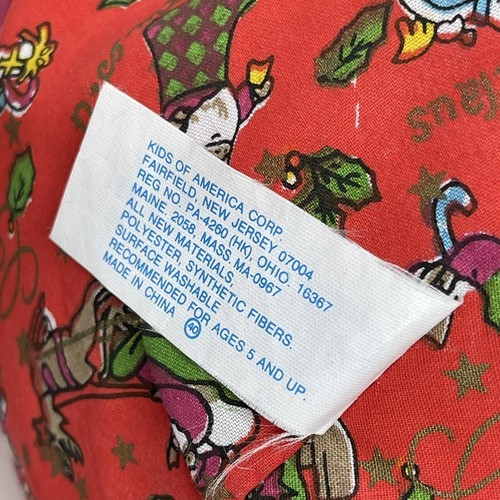 KIDS OF AMERICA CORP.
FAIRFIELD, NEW JERSEY 07004
REG NO. PA-4260 (HK), OHIO. 16367
MAINE. 2058, MASS. MA-0967
ALL NEW MATERIALS,
POLYESTER, SYNTHETIC FIBERS.
SURFACE WASHABLE
RECOMMENDED FOR AGES 5 AND UP.
MADE IN CHINA
40